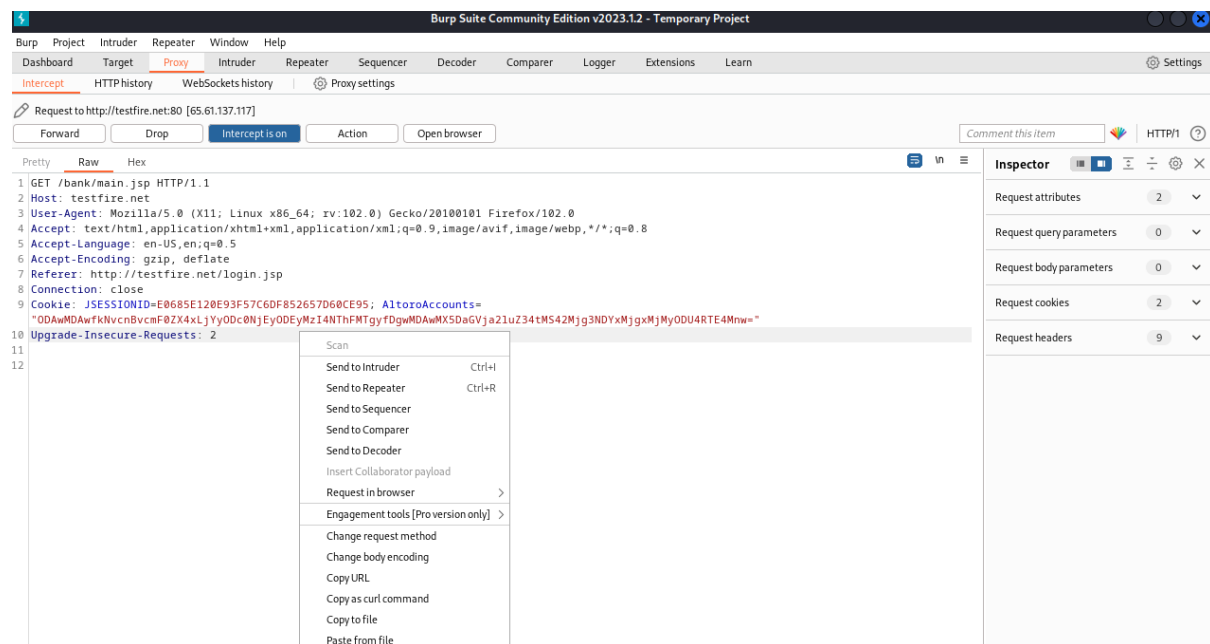 Burp Suite Community Edition v2023.1.2 - Temporary Project
Burp Project Intruder Repeater Window Help
Dashboard Target Proxy Intruder Repeater Sequencer Decoder Comparer Logger Extensions Learn Settings
Intercept HTTP history WebSockets history Proxy settings
Request to http://testfire.net:80 [65.61.137.117]
Forward Drop Intercept is on Action Open browser Comment this item HTTP/1 ?
Pretty Raw Hex \n Inspector
1 GET /bank/main.jsp HTTP/1.1
2 Host: testfire.net
3 User-Agent: Mozilla/5.0 (X11; Linux x86_64; rv:102.0) Gecko/20100101 Firefox/102.0
4 Accept: text/html,application/xhtml+xml,application/xml;q=0.9,image/avif,image/webp,*/*;q=0.8
5 Accept-Language: en-US,en;q=0.5
6 Accept-Encoding: gzip, deflate
7 Referer: http://testfire.net/login.jsp
8 Connection: close
9 Cookie: JSESSIONID=E0685E120E93F57C6DF852657D60CE95; AltoroAccounts=
"ODAwMDAwfkNvcnBvcmF0ZX4xLjYyODc0NjEyODEyMzI4NThFMTgyfDgwMDAwMX5DaGVja2luZ34tMS42Mjg3NDYxMjgxMjMyODU4RTE4Mnw="
10 Upgrade-Insecure-Requests: 2
11
12
Request attributes 2
Request query parameters 0
Request body parameters 0
Request cookies 2
Request headers 9
Scan
Send to Intruder Ctrl+I
Send to Repeater Ctrl+R
Send to Sequencer
Send to Comparer
Send to Decoder
Insert Collaborator payload
Request in browser
Engagement tools [Pro version only]
Change request method
Change body encoding
Copy URL
Copy as curl command
Copy to file
Paste from file